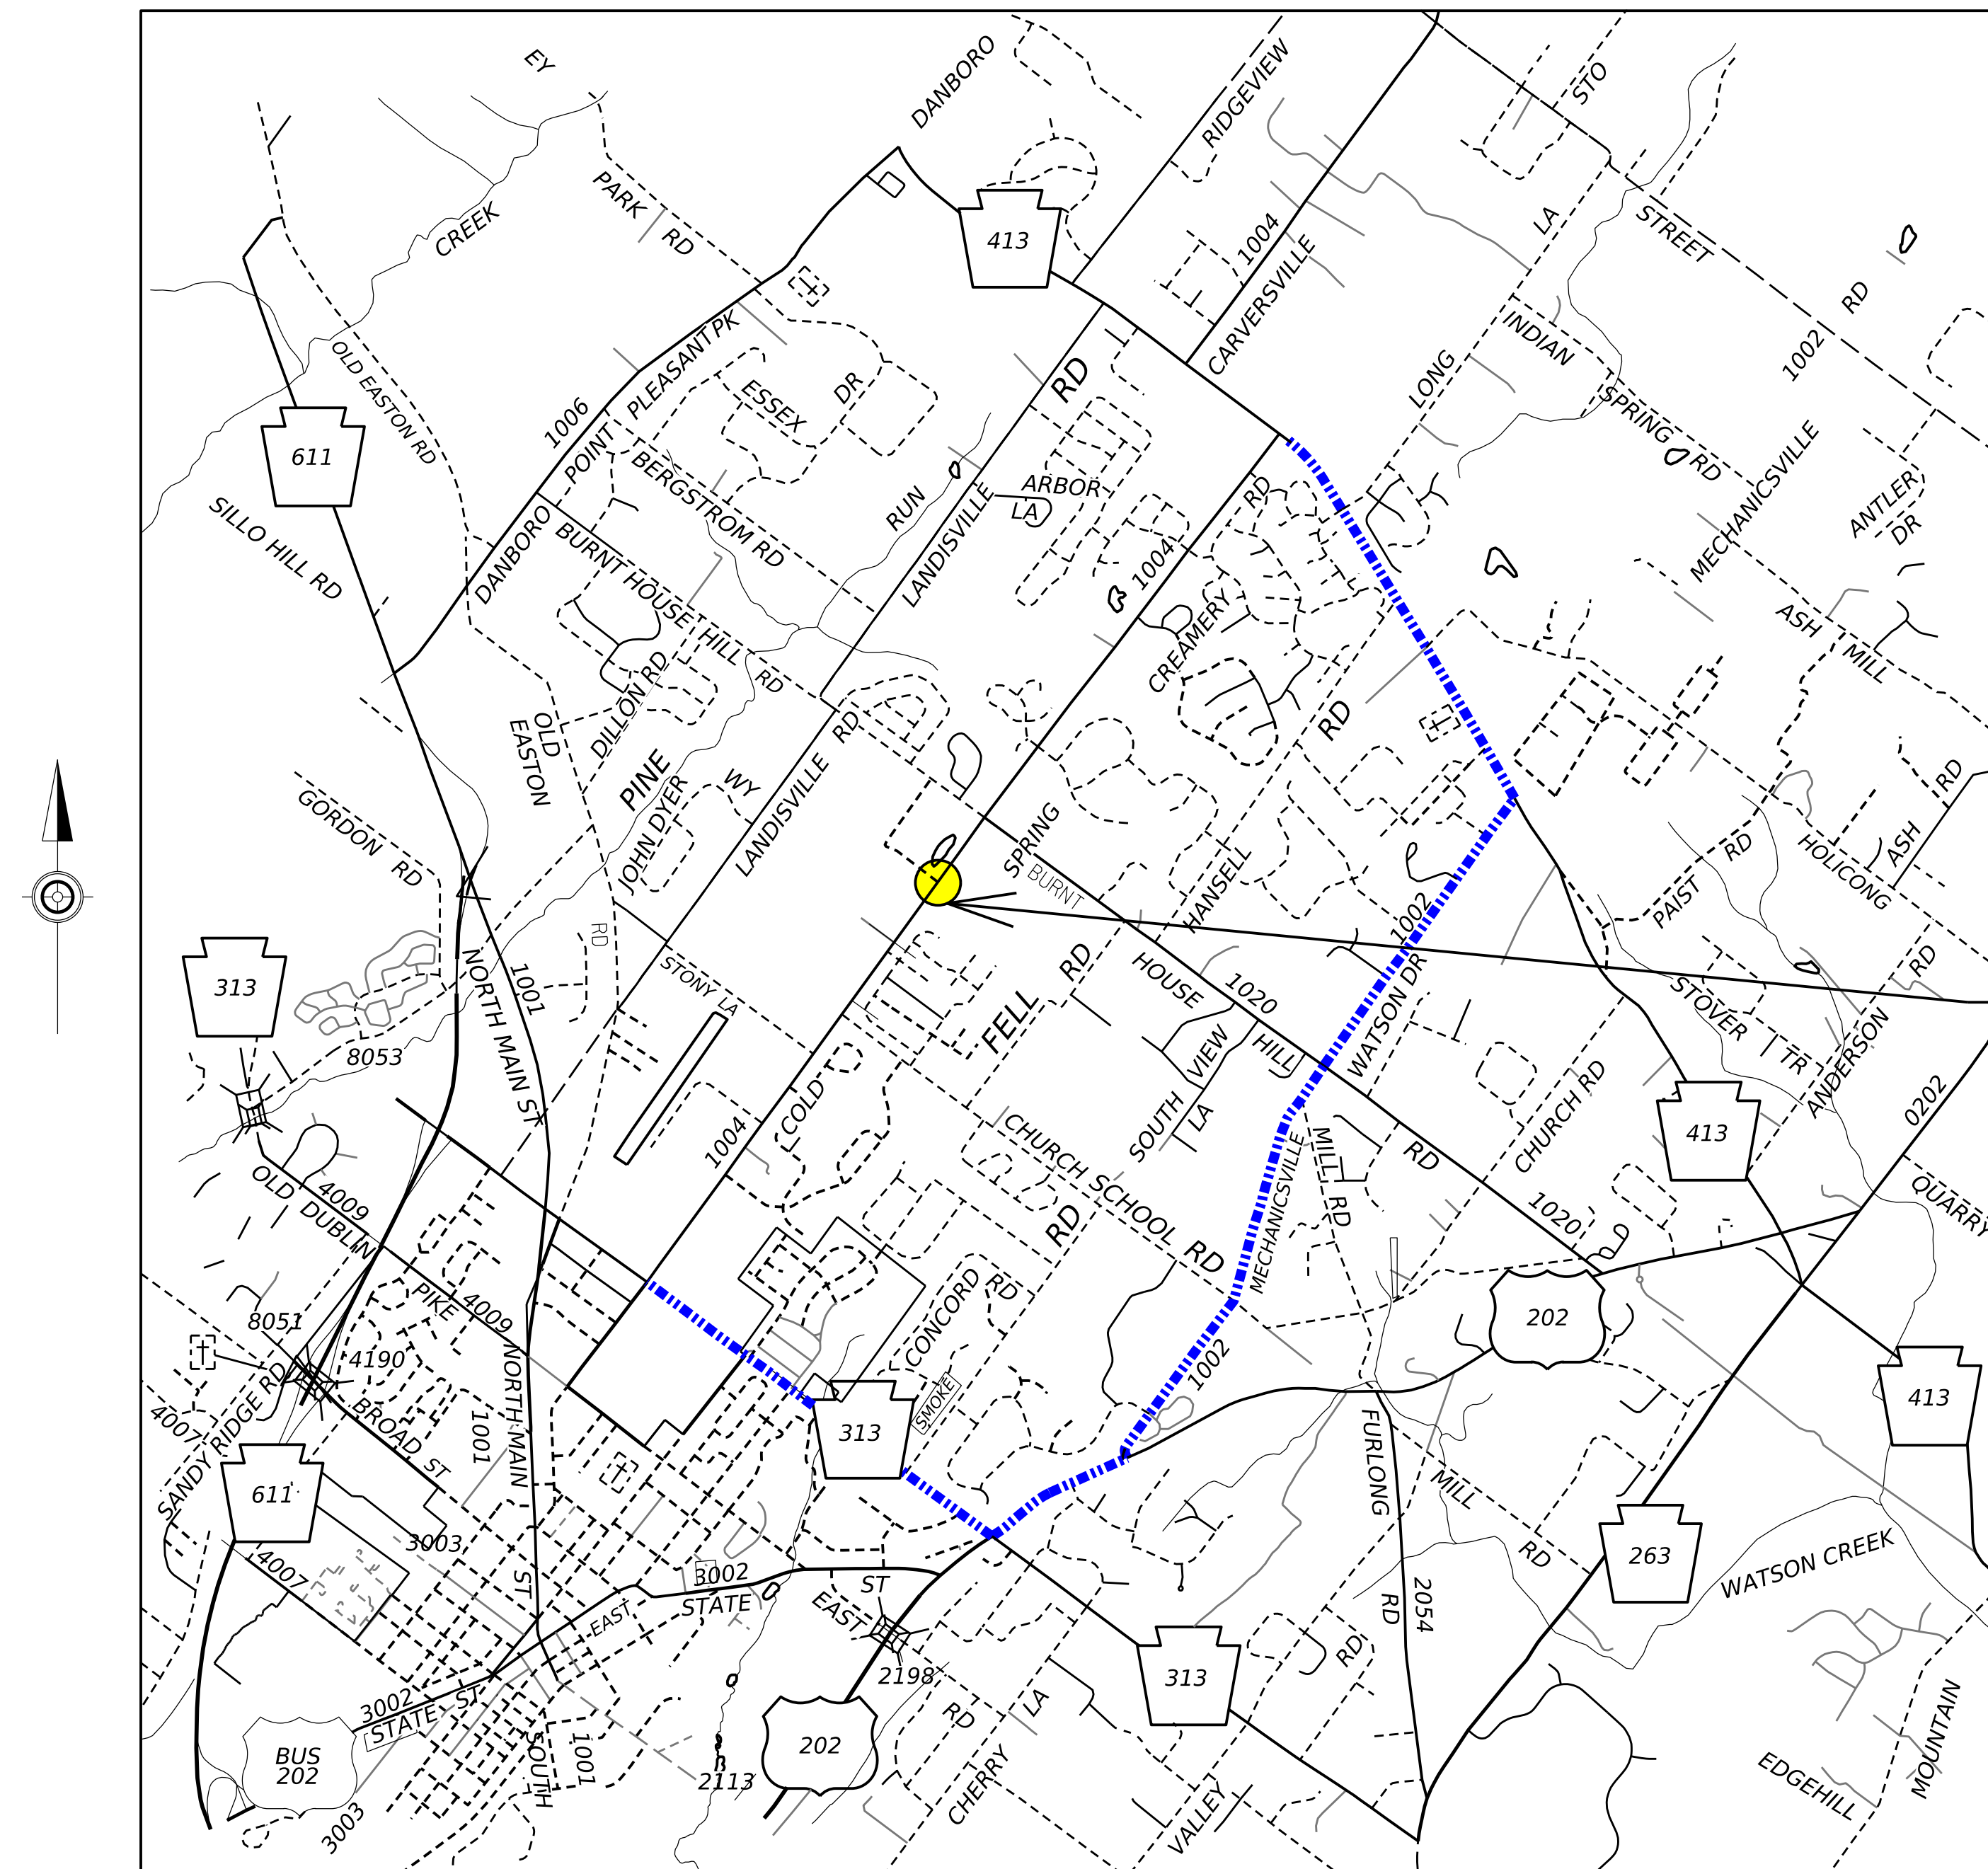 EY
DANBORO
RIDGEVIEW
STO
CREEK
PARK
RD
413
1004
CARVERSVILLE
LA
STREET
RD
1002
PLEASANT PK
OLD EASTON RD
1006
POINT
ESSEX
DR
RD
LONG
INDIAN
SPRING
RD
MECHANICSVILLE
ANTLER
DR
611
BERGSTROM RD
RUN
ARBOR
LA
RD
SILLO HILL RD
DANBORO
BURNT HOUSE HILL RD
LANDISVILLE
1004
CREAMERY
ASH
MILL
DILLON RD
OLD
EASTON
RD
PINE
JOHN DYER
WY
LANDISVILLE
RD
GORDON RD
SPRING
BURNT
HANSELL
RD
PAIST
RD
HOLICONG
ASH
RD
1002
WATSON DR
313
NORTH MAIN ST
1001
STONY LA
FELL
RD
HOUSE
1020
HILL
STOVER
TR
ANDERSON
RD
8053
COLD
1004
VIEW
SOUTH
LA
CHURCH RD
413
0202
OLD
4009
DUBLIN
CHURCH SCHOOL RD
RD
MECHANICSVILLE
MILL RD
RD
1020
QUARRY
8051
PIKE
4009
4190
CONCORD
RD
202
SANDY RIDGE RD
4007
BROAD
ST
1001
NORTH MAIN
ST
313
SMOKE
1002
FURLONG
RD
MILL
RD
413
611
3003
4007
3002
STATE
EAST
ST
EAST
2054
263
WATSON CREEK
2198
RD
LA
313
RD
3002
STATE ST
BUS
202
SOUTH
1001
2113
202
CHERRY
VALLEY
EDGEHILL
MOUNTAIN
3003